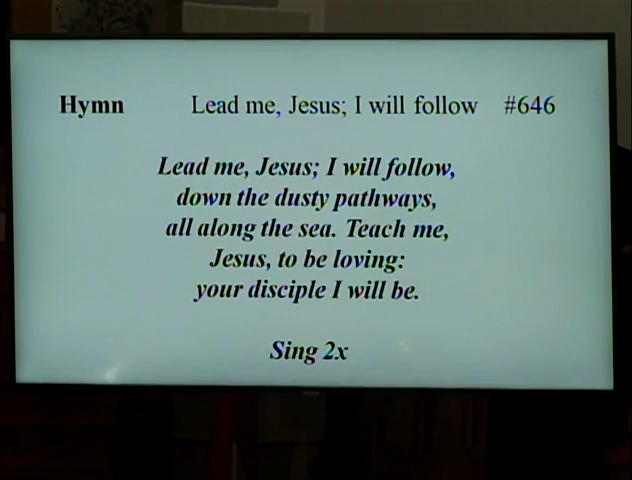 Hymn Lead me, Jesus; I will follow #646
Lead me, Jesus; I will follow,
down the dusty pathways,
all along the sea. Teach me,
Jesus, to be loving:
your disciple I will be.
Sing 2x